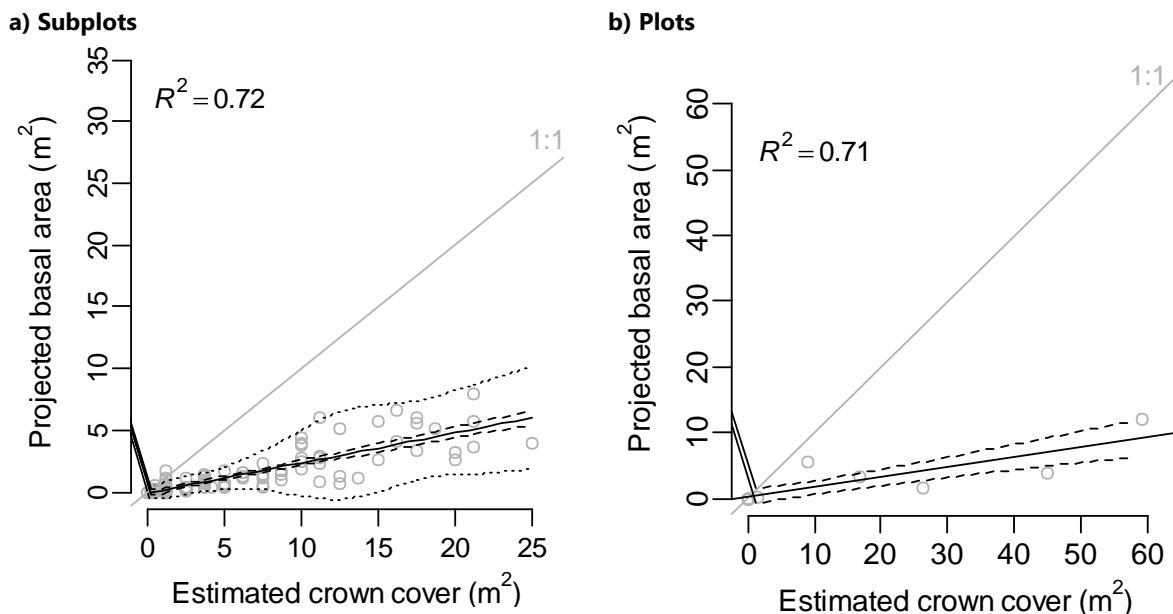 a) Subplots
R² = 0.72
1:1
Projected basal area (m²)
0 5 10 15 20 25 30 35
0 5 10 15 20 25
Estimated crown cover (m²)
b) Plots
R² = 0.71
1:1
Projected basal area (m²)
0 10 20 30 40 50 60
0 10 20 30 40 50 60
Estimated crown cover (m²)